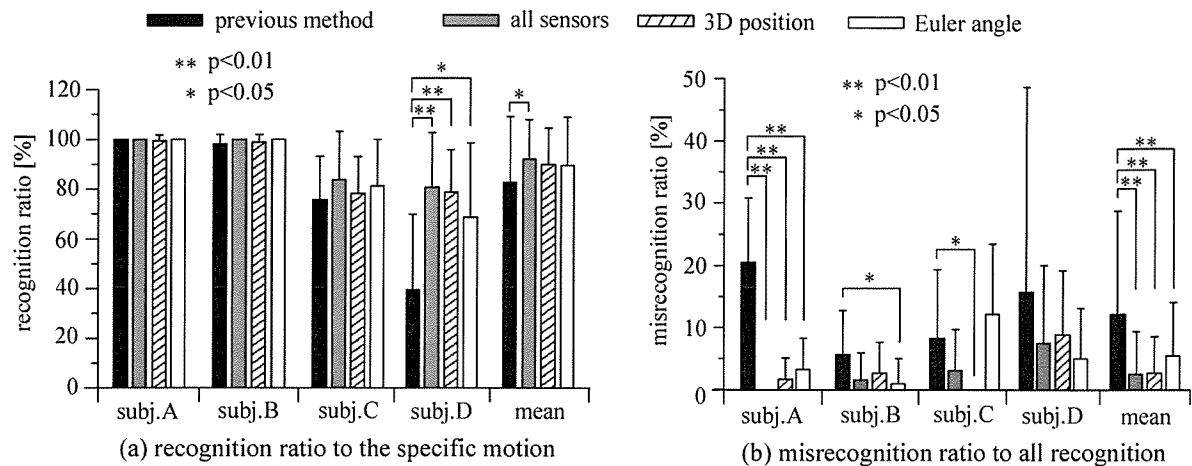 previous method all sensors 3D position Euler angle
** p<0.01
* p<0.05
recognition ratio [%]
120
100
80
60
40
20
0
*
**
**
*
subj.A subj.B subj.C subj.D mean
(a) recognition ratio to the specific motion
** p<0.01
* p<0.05
misrecognition ratio [%]
50
40
30
20
10
0
**
**
**
*
*
**
**
**
subj.A subj.B subj.C subj.D mean
(b) misrecognition ratio to all recognition